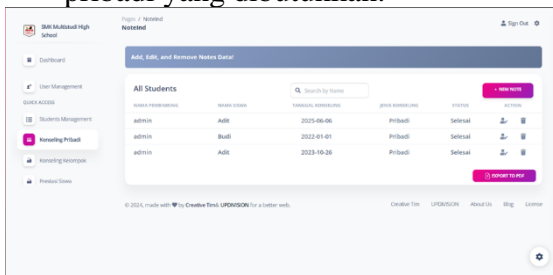 pribadi yang dibutuhkan.
SMK Multistudi High School
Pages / NoteInd
NoteInd
Sign Out
Dashboard
Add, Edit, and Remove Notes Data!
User Management
QUICK ACCESS
Students Management
Konseling Pribadi
Konseling Kelompok
Prestasi Siswa
All Students
Search by Name
+ NEW NOTE
NAMA PEMBIMBING NAMA SISWA TANGGAL KONSELING JENIS KONSELING STATUS ACTION
admin Adit 2025-06-06 Pribadi Selesai
admin Budi 2022-01-01 Pribadi Selesai
admin Adit 2023-10-26 Pribadi Selesai
EXPORT TO PDF
© 2024, made with by Creative Tim& UPDIVISION for a better web.
Creative Tim UPDIVISION About Us Blog License